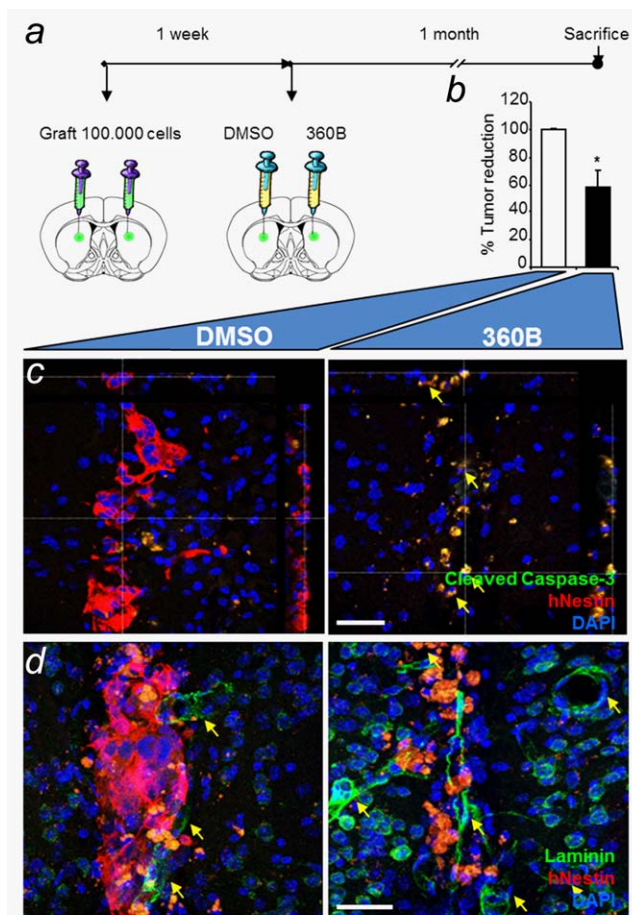 a
1 week
1 month
Sacrifice
Graft 100.000 cells
DMSO
360B
b
% Tumor reduction
120
100
80
60
40
20
0
*
DMSO
360B
c
Cleaved Caspase-3
hNestin
DAPI
d
Laminin
hNestin
DAPI